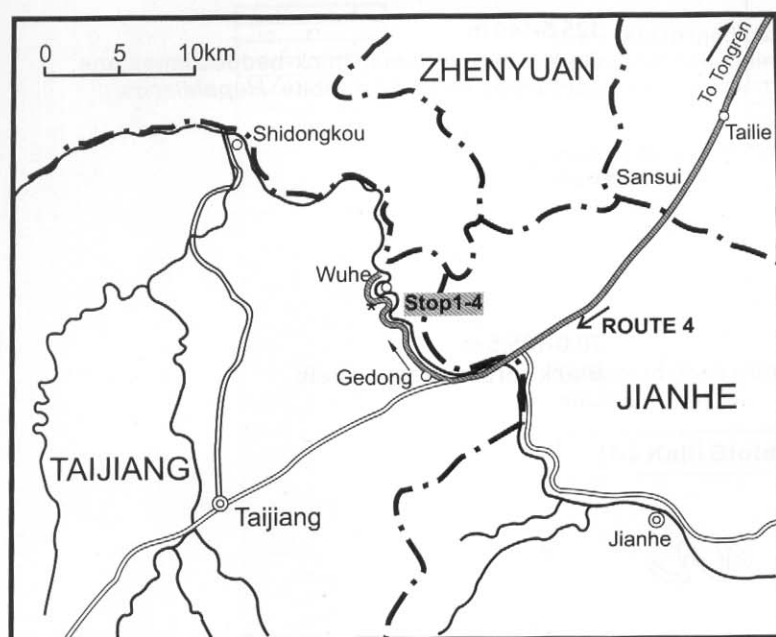 0 5 10km
ZHENYUAN
To Tongren
Shidongkou
Tailie
Sansui
Wuhe
Stop1-4
*
ROUTE 4
Gedong
JIANHE
TAIJIANG
Taijiang
Jianhe